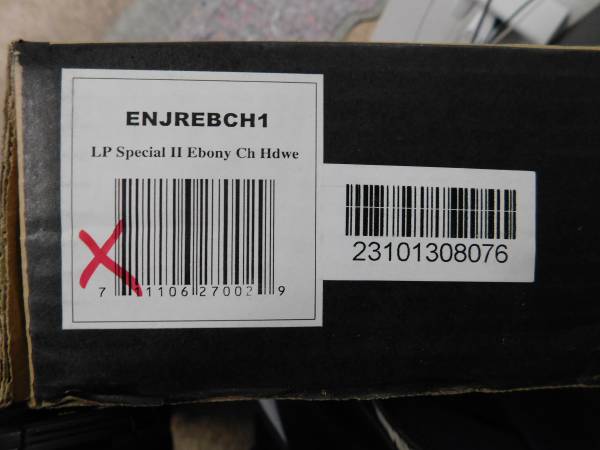 ENJREBCH1
LP Special II Ebony Ch Hdwe
7 11106 27002 9
23101308076